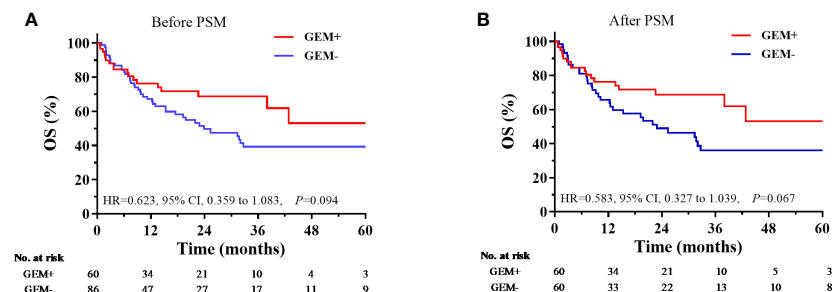 A
Before PSM
GEM+
GEM-
OS (%)
100
80
60
40
20
0
HR=0.623, 95% CI, 0.359 to 1.083, P=0.094
0 12 24 36 48 60
Time (months)
No. at risk
GEM+ 60 34 21 10 4 3
GEM- 86 47 27 17 11 9
B
After PSM
GEM+
GEM-
OS (%)
100
80
60
40
20
0
HR=0.583, 95% CI, 0.327 to 1.039, P=0.067
0 12 24 36 48 60
Time (months)
No. at risk
GEM+ 60 34 21 10 5 3
GEM- 60 33 22 13 10 8